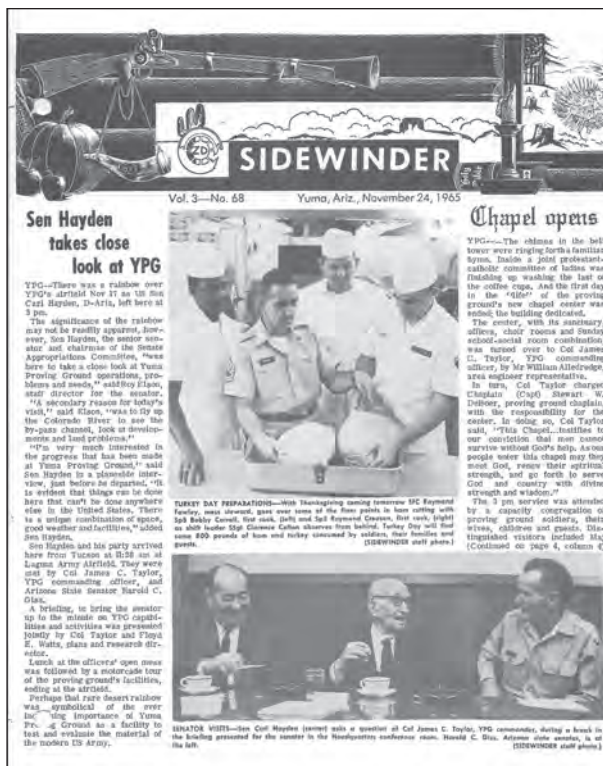 SIDEWINDER
Vol. 3—No. 68 Yuma, Ariz., November 24, 1965
Sen Hayden
takes close
look at YPG
YPG--There was a rainbow over
YPG's airfield Nov 17 as US Sen
Carl Hayden, D-Ariz, left here at
3 pm.
The significance of the rainbow
may not be readily apparent, how-
ever, Sen Hayden, the senior sen-
ator and chairman of the Senate
Appropriations Committee, "was
here to take a close look at Yuma
Proving Ground operations, pro-
blems and needs," said Roy Elson,
staff director for the senator.
"A secondary reason for today's
visit," said Elson, "was to fly up
the Colorado River to see the
by-pass channel, look at develop-
ments and land problems."
"I'm very much interested in
the progress that has been made
at Yuma Proving Ground," said
Sen Hayden in a planeside inter-
view, just before he departed. "It
is evident that things can be done
here that can't be done anywhere
else in the United States. There
is a unique combination of space,
good weather and facilities," added
Sen Hayden.
Sen Hayden and his party arrived
here from Tucson at 11:30 am at
Laguna Army Airfield. They were
met by Col James C. Taylor,
YPG commanding officer, and
Arizona State Senator Harold C.
Giss.
A briefing, to bring the senator
up to the minute on YPG capabi-
lities and activities was presented
jointly by Col Taylor and Floyd
E. Watts, plans and research dir-
ector.
Lunch at the officers' open mess
was followed by a motorcade tour
of the proving ground's facilities,
ending at the airfield.
Perhaps that rare desert rainbow
was symbolical of the ever
importance of Yuma
Ground as a facility to
test and evaluate the material of
the modern US Army.
TURKEY DAY PREPARATIONS—With Thanksgiving coming tomorrow SFC Raymond
Fowley, mess steward, goes over some of the finer points in ham cutting with
Sp5 Bobby Carroll, first cook, (left) and Sp5 Raymond Creason, first cook, (right)
as shift leader SSgt Clarence Colton observes from behind. Turkey Day will find
some 800 pounds of ham and turkey consumed by soldiers, their families and
guests. (SIDEWINDER staff photo.)
SENATOR VISITS—Sen Carl Hayden (center) asks a question of Col James C. Taylor, YPG commander, during a break in
the briefing presented for the senator in the Headquarters conference room. Harold C. Giss, Arizona state senator, is at
the left. (SIDEWINDER staff photo.)
Chapel opens
YPG--The chimes in the bell
tower were ringing forth a familiar
hymn. Inside a joint protestant-
catholic committee of ladies was
finishing up washing the last of
the coffee cups. And the first day
in the "life" of the proving
ground's new chapel center was
ended; the building dedicated.
The center, with its sanctuary,
offices, choir rooms and Sunday
school-social room combination,
was turned over to Col James
C. Taylor, YPG commanding
officer, by Mr William Alledredge,
area engineer representative.
In turn, Col Taylor charged
Chaplain (Capt) Stewart W.
DeBoer, proving ground chaplain,
with the responsibility for the
center. In doing so, Col Taylor
said, "This Chapel...testifies to
our conviction that men cannot
survive without God's help. As our
people enter this chapel may they
meet God, renew their spiritual
strength, and go forth to serve
God and country with divine
strength and wisdom."
The 3 pm service was attended
by a capacity congregation of
proving ground soldiers, their
wives, children and guests. Dis-
tinguished visitors included Maj
(Continued on page 4, column 4)